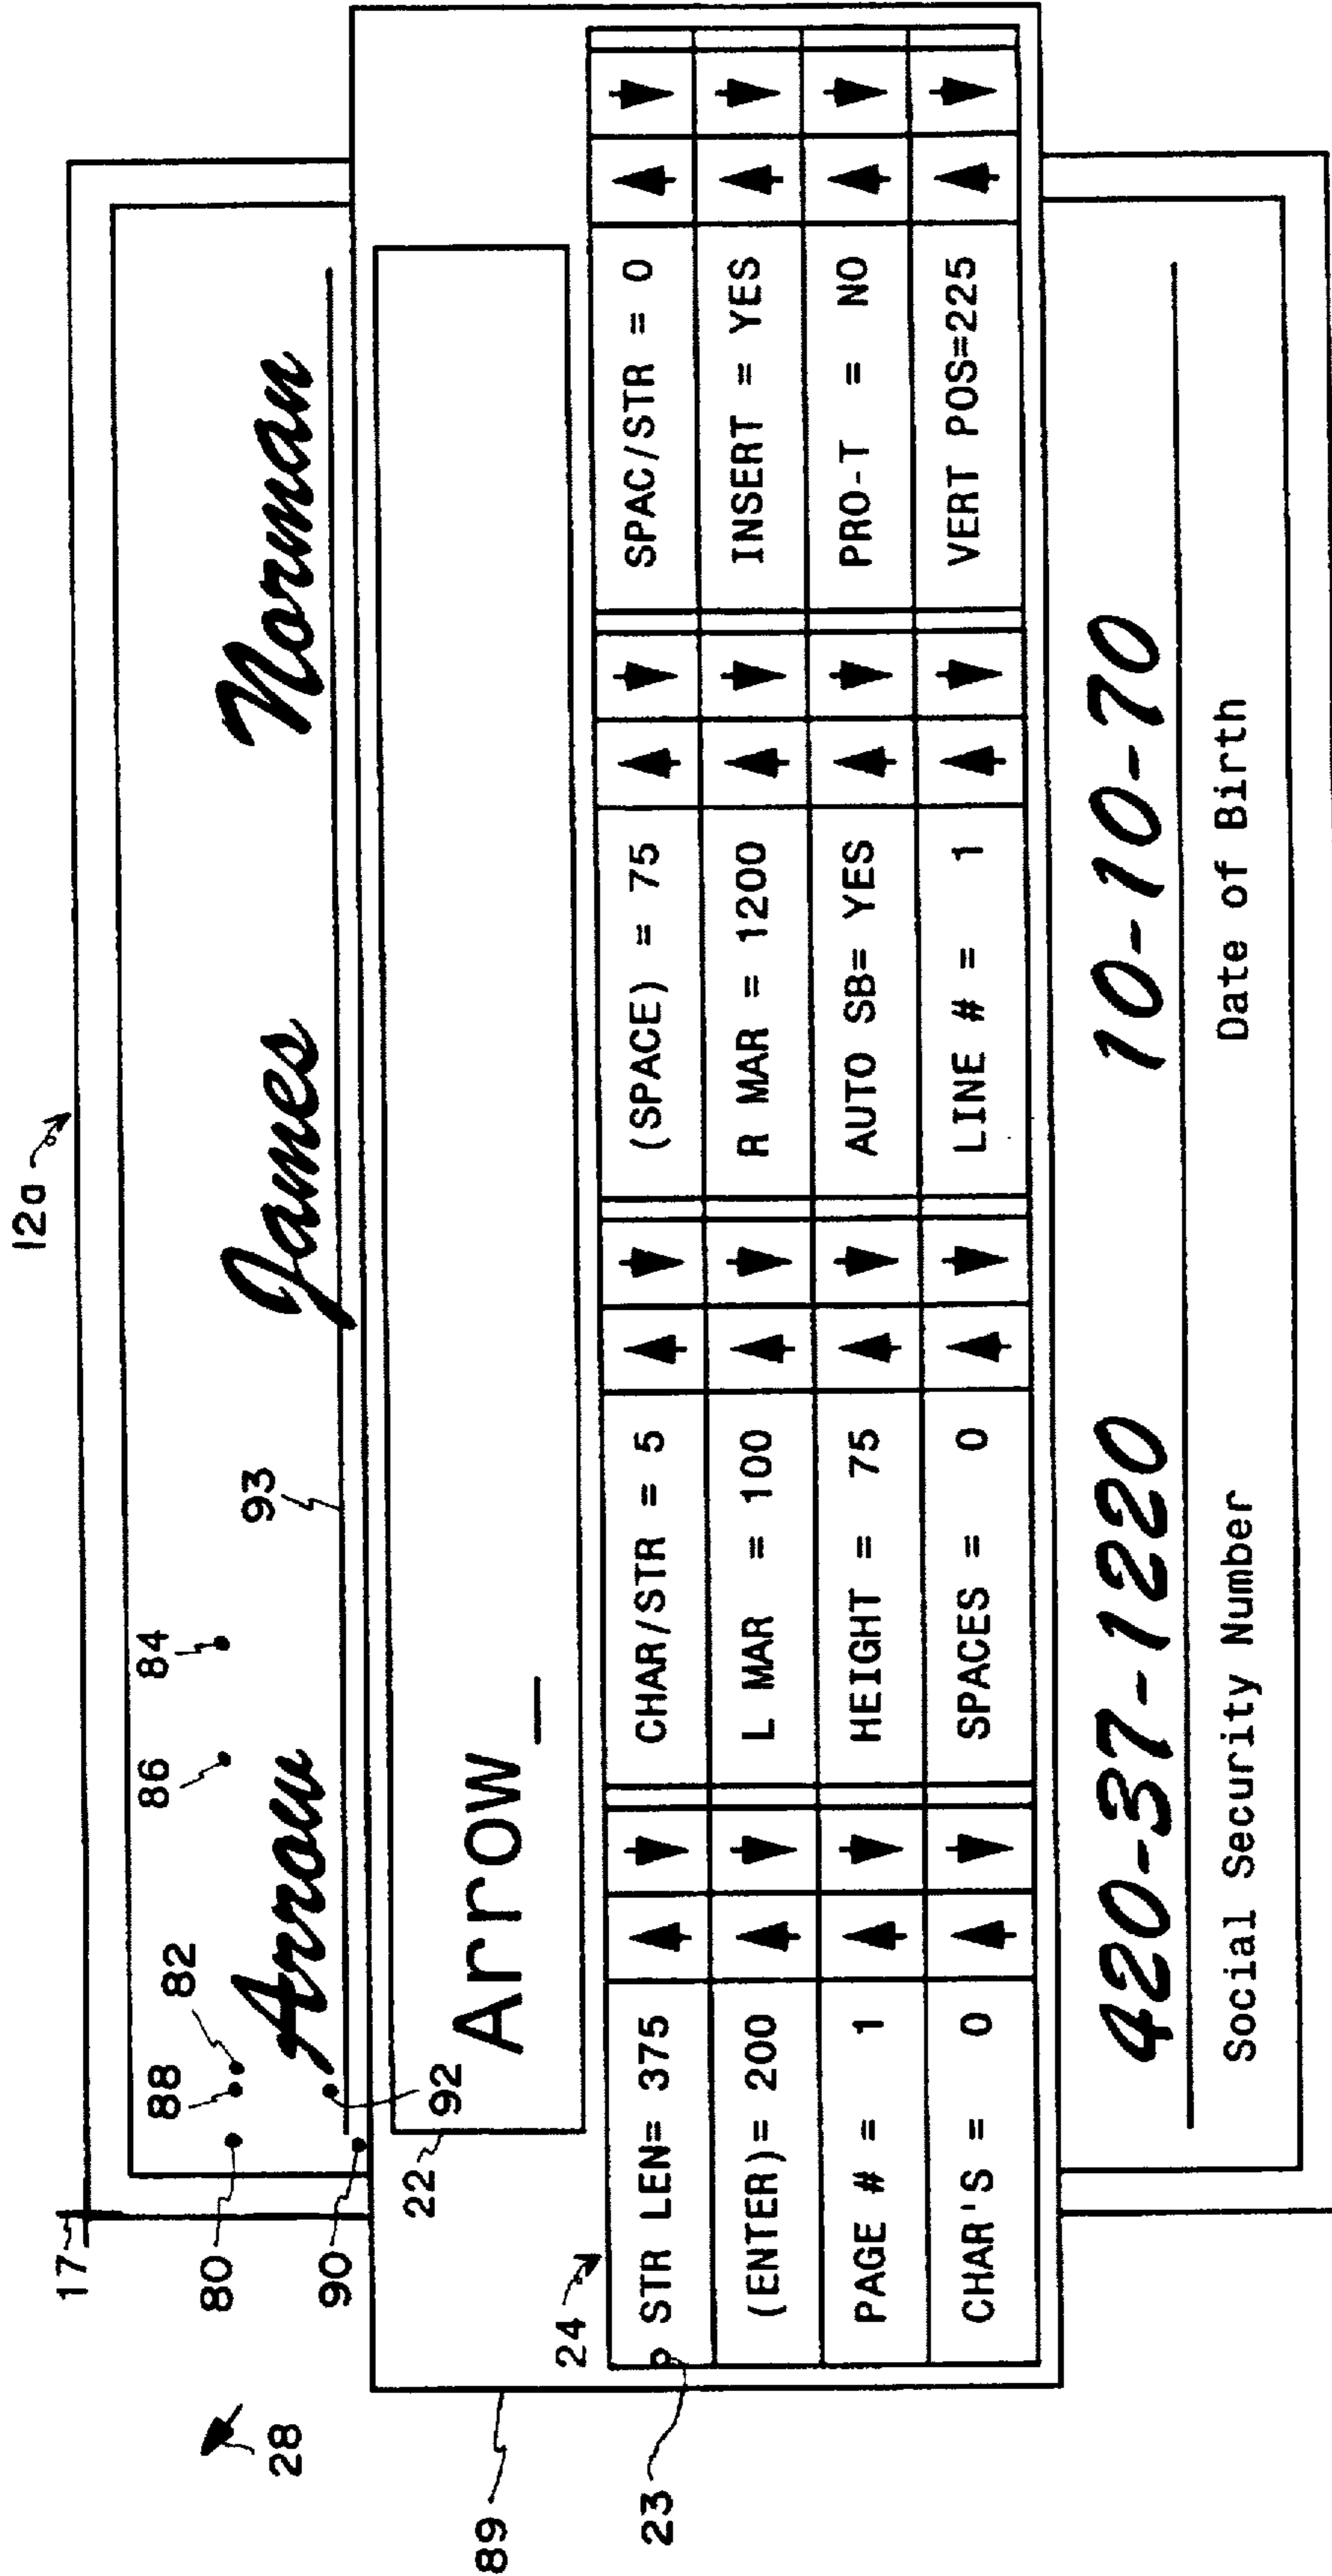 12a
17
84
86
93
88 82
80
Arrow James Norman
90
28
92
22
Arrow_
24
89
STR LEN= 375 CHAR/STR = 5 (SPACE) = 75 SPAC/STR = 0
23
(ENTER)= 200 L MAR = 100 R MAR = 1200 INSERT = YES
PAGE # = 1 HEIGHT = 75 AUTO SB= YES PRO-T = NO
CHAR'S = 0 SPACES = 0 LINE # = 1 VERT POS=225
420-37-1220 10-10-70
Social Security Number Date of Birth